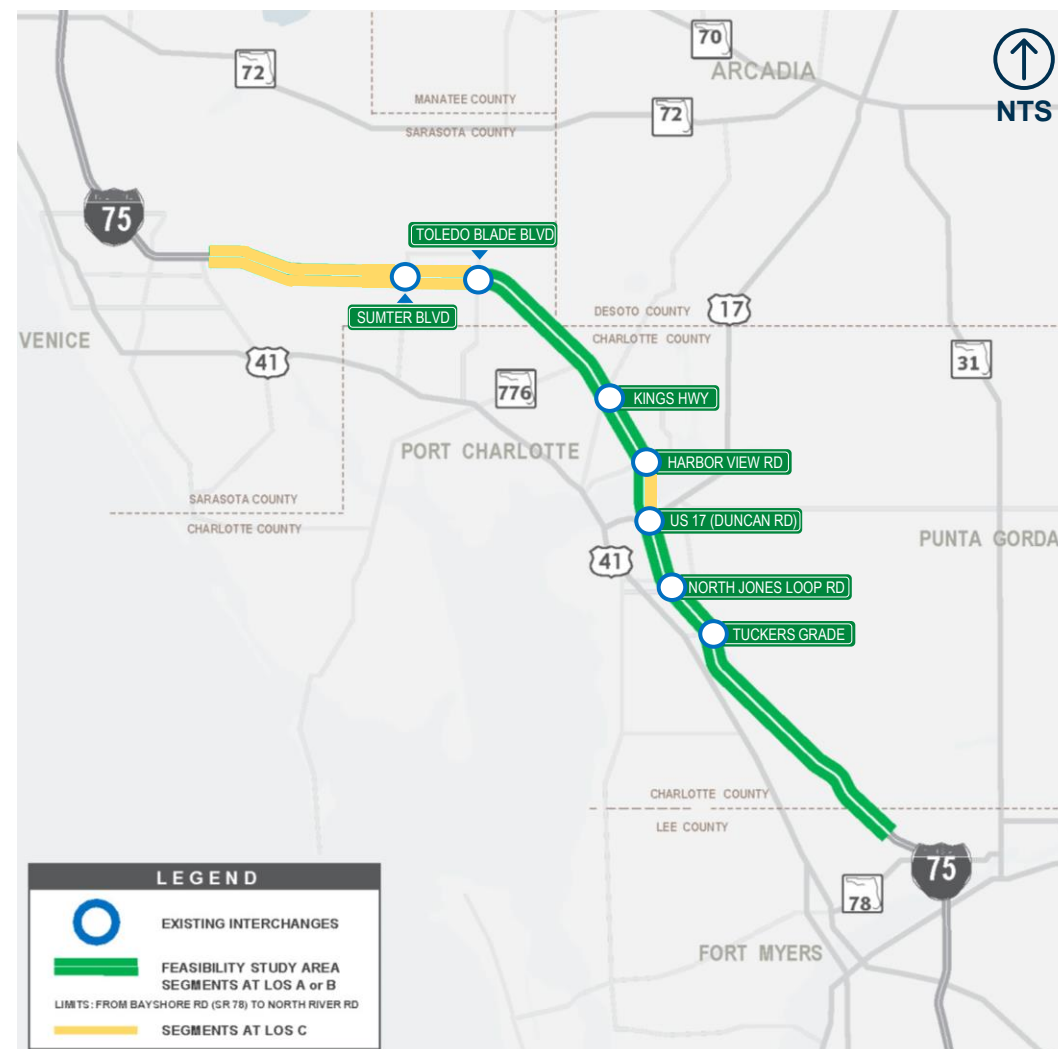 70
ARCADIA
72
NTS
MANATEE COUNTY
72
SARASOTA COUNTY
75
TOLEDO BLADE BLVD
SUMTER BLVD
DESOTO COUNTY
17
VENICE
CHARLOTTE COUNTY
41
31
776
KINGS HWY
PORT CHARLOTTE
HARBOR VIEW RD
SARASOTA COUNTY
CHARLOTTE COUNTY
US 17 (DUNCAN RD)
PUNTA GORDA
41
NORTH JONES LOOP RD
TUCKERS GRADE
CHARLOTTE COUNTY
LEE COUNTY
75
78
FORT MYERS
LEGEND
EXISTING INTERCHANGES
FEASIBILITY STUDY AREA
SEGMENTS AT LOS A or B
LIMITS: FROM BAYSHORE RD (SR 78) TO NORTH RIVER RD
SEGMENTS AT LOS C